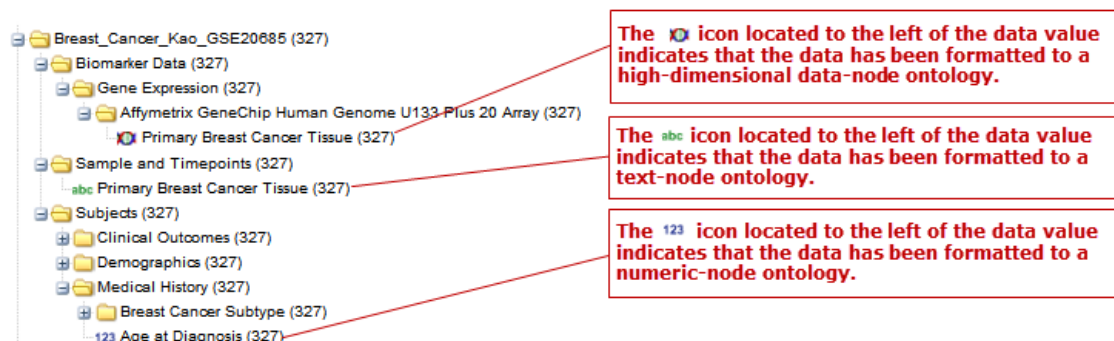 Breast_Cancer_Kao_GSE20685 (327)
Biomarker Data (327)
Gene Expression (327)
Affymetrix GeneChip Human Genome U133 Plus 20 Array (327)
Primary Breast Cancer Tissue (327)
Sample and Timepoints (327)
abc Primary Breast Cancer Tissue (327)
Subjects (327)
Clinical Outcomes (327)
Demographics (327)
Medical History (327)
Breast Cancer Subtype (327)
123 Age at Diagnosis (327)
The icon located to the left of the data value
indicates that the data has been formatted to a
high-dimensional data-node ontology.
The abc icon located to the left of the data value
indicates that the data has been formatted to a
text-node ontology.
The 123 icon located to the left of the data value
indicates that the data has been formatted to a
numeric-node ontology.